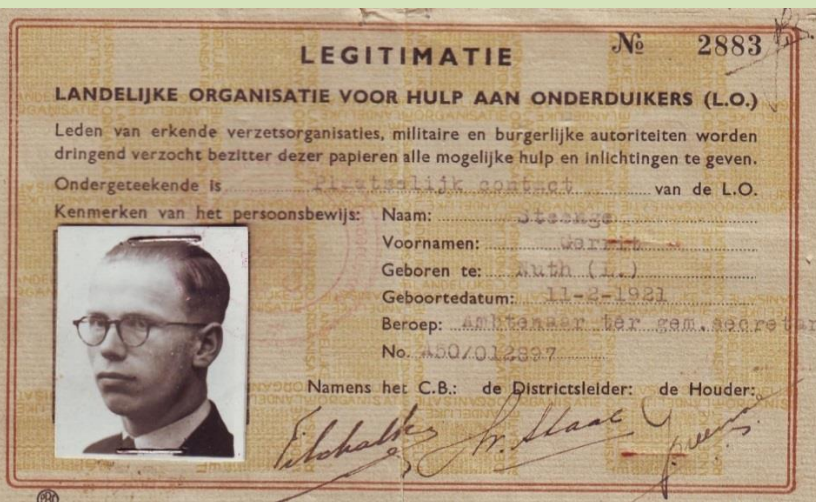 LEGITIMATIE
№ 2883
LANDELIJKE ORGANISATIE VOOR HULP AAN ONDERDUIKERS (L.O.)
Leden van erkende verzetsorganisaties, militaire en burgerlijke autoriteiten worden
dringend verzocht bezitter dezer papieren alle mogelijke hulp en inlichtingen te geven.
Ondergeteekende is Plaatselijk contact van de L.O.
Kenmerken van het persoonsbewijs: Naam: Steenge
Voornamen: Gerrit
Geboren te: Nuth (L.)
Geboortedatum: 11-2-1921
Beroep: ambtenaar ter gem.secretar
No. A50/012897
Namens het C.B.: de Districtsleider: de Houder: